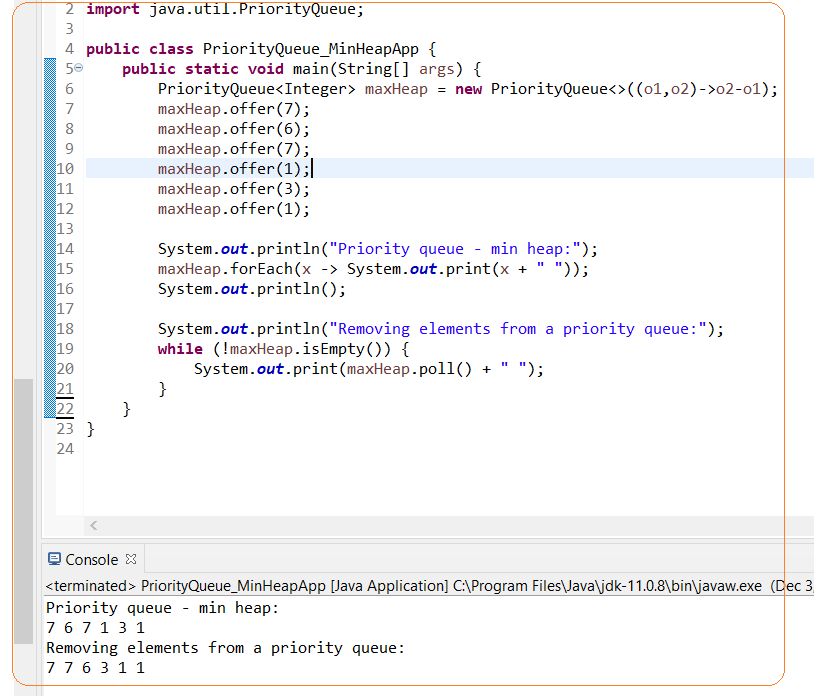 2 import java.util.PriorityQueue;
3
4 public class PriorityQueue_MinHeapApp {
5 public static void main(String[] args) {
6 PriorityQueue<Integer> maxHeap = new PriorityQueue<>((o1,o2)->o2-o1);
7 maxHeap.offer(7);
8 maxHeap.offer(6);
9 maxHeap.offer(7);
10 maxHeap.offer(1);
11 maxHeap.offer(3);
12 maxHeap.offer(1);
13
14 System.out.println("Priority queue - min heap:");
15 maxHeap.forEach(x -> System.out.print(x + " "));
16 System.out.println();
17
18 System.out.println("Removing elements from a priority queue:");
19 while (!maxHeap.isEmpty()) {
20 System.out.print(maxHeap.poll() + " ");
21 }
22 }
23 }
24
Console
<terminated> PriorityQueue_MinHeapApp [Java Application] C:\Program Files\Java\jdk-11.0.8\bin\javaw.exe (Dec 3,
Priority queue - min heap:
7 6 7 1 3 1
Removing elements from a priority queue:
7 7 6 3 1 1